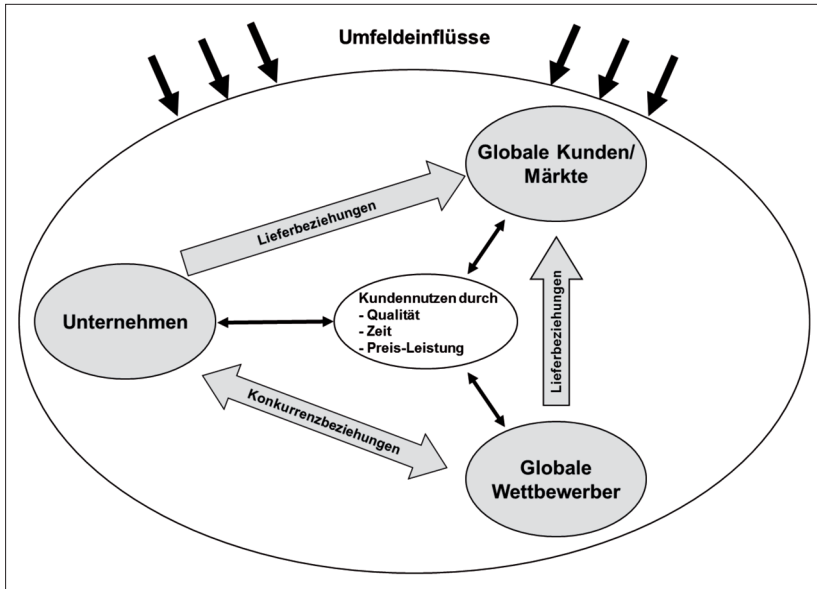 Umfeldeinflüsse
Globale Kunden/
Märkte
Lieferbeziehungen
Unternehmen
Kundennutzen durch
- Qualität
- Zeit
- Preis-Leistung
Lieferbeziehungen
Konkurrenzbeziehungen
Globale
Wettbewerber